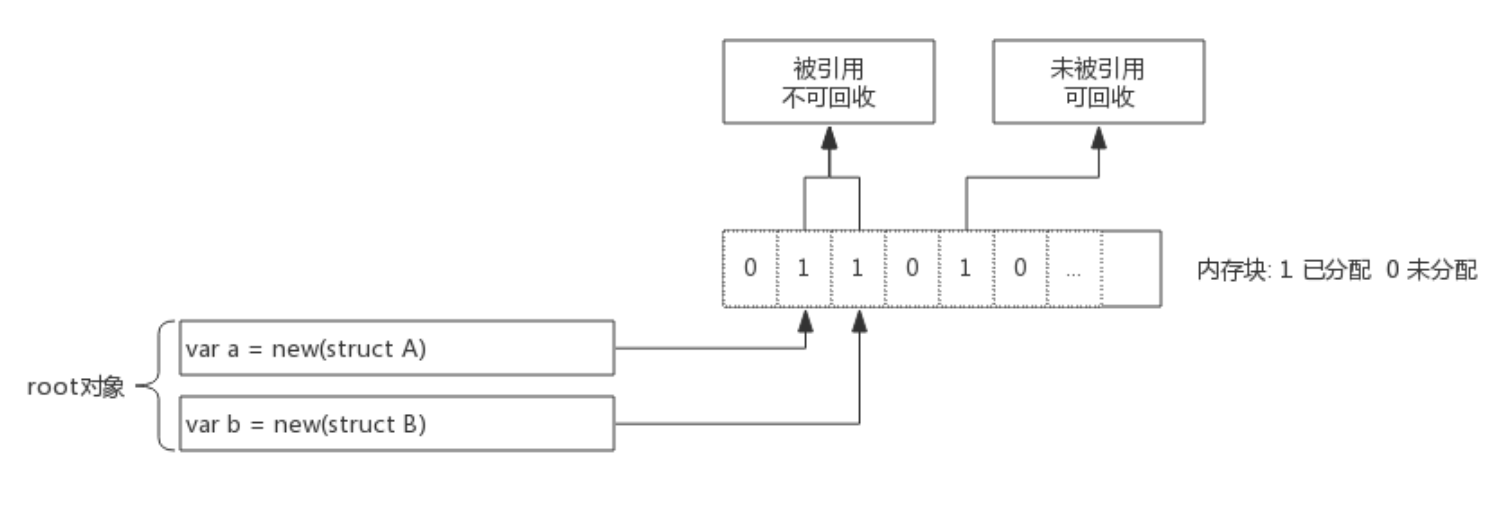 被引用
不可回收
未被引用
可回收
0 1 1 0 1 0 ...
内存块: 1 已分配 0 未分配
var a = new(struct A)
root对象
var b = new(struct B)